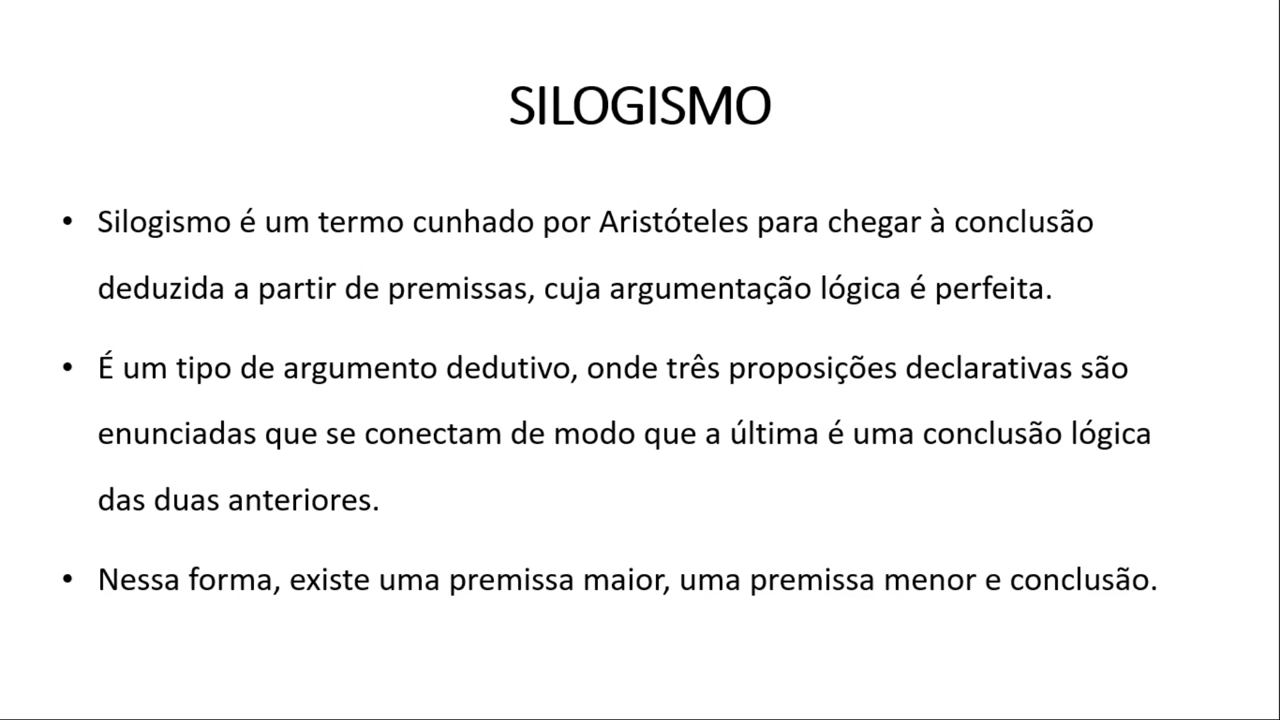 SILOGISMO
• Silogismo é um termo cunhado por Aristóteles para chegar à conclusão
deduzida a partir de premissas, cuja argumentação lógica é perfeita.
• É um tipo de argumento dedutivo, onde três proposições declarativas são
enunciadas que se conectam de modo que a última é uma conclusão lógica
das duas anteriores.
• Nessa forma, existe uma premissa maior, uma premissa menor e conclusão.